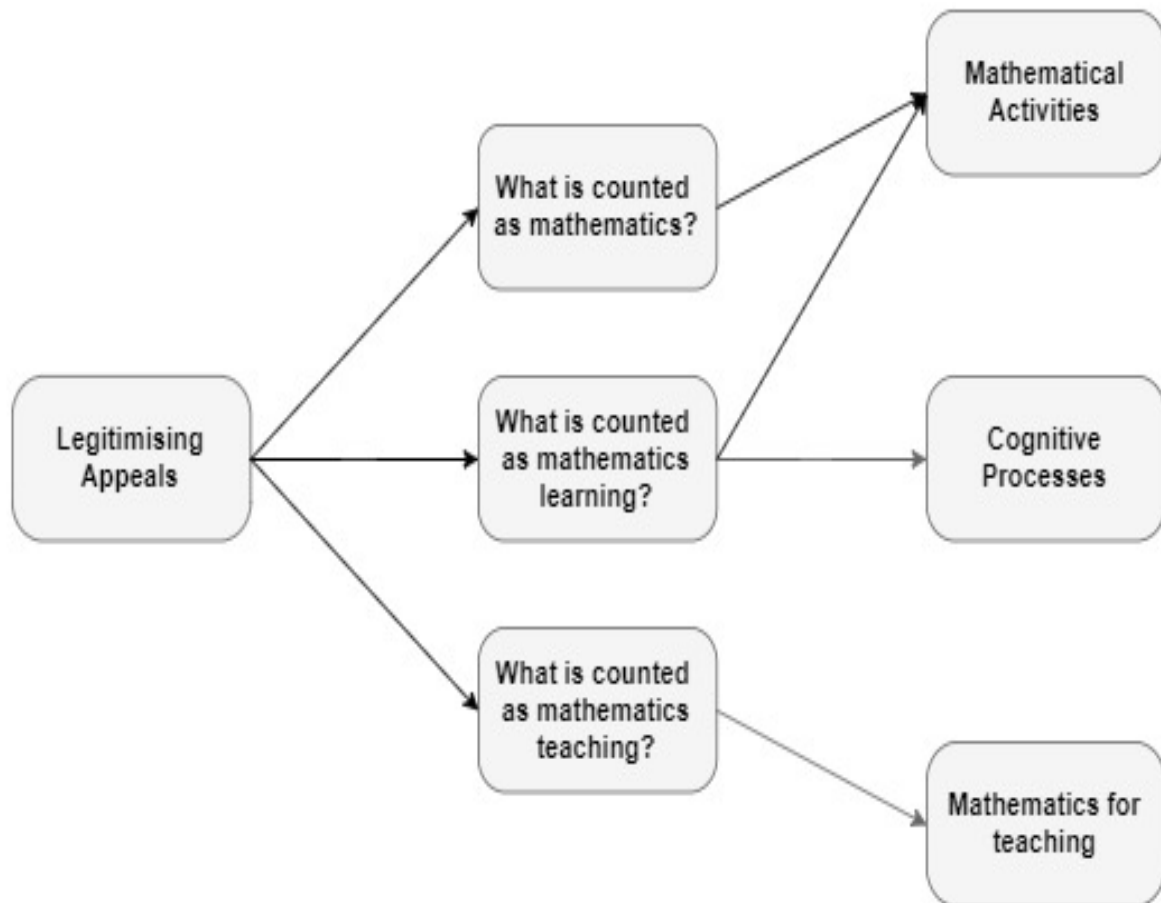 Legitimising
Appeals
What is counted
as mathematics?
What is counted
as mathematics
learning?
What is counted
as mathematics
teaching?
Mathematical
Activities
Cognitive
Processes
Mathematics for
teaching